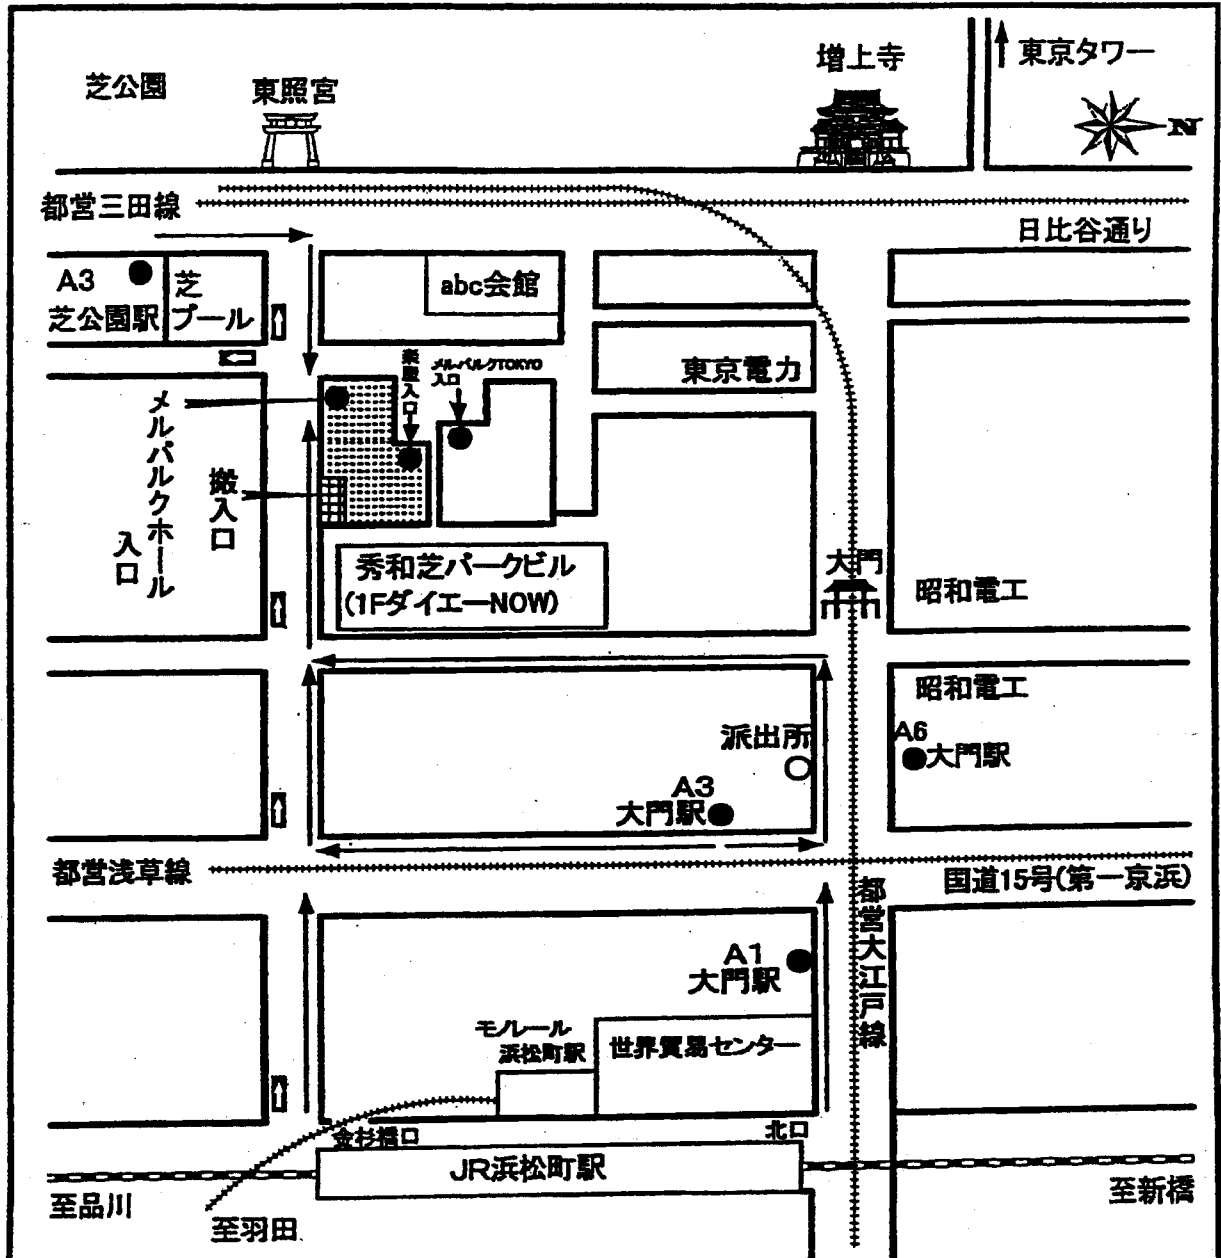 芝公園
東照宮
増上寺
東京タワー
N
都営三田線
日比谷通り
A3
芝公園駅
芝
プール
abc会館
東京電力
メルパルクTOKYO
入口
楽屋入口
メルパルクホール
入口
搬入口
秀和芝パークビル
(1FダイエーNOW)
大門
昭和電工
昭和電工
派出所
A6
大門駅
A3
大門駅
都営浅草線
国道15号(第一京浜)
都営大江戸線
A1
大門駅
モノレール
浜松町駅
世界貿易センター
金杉橋口
北口
JR浜松町駅
至品川
至羽田
至新橋